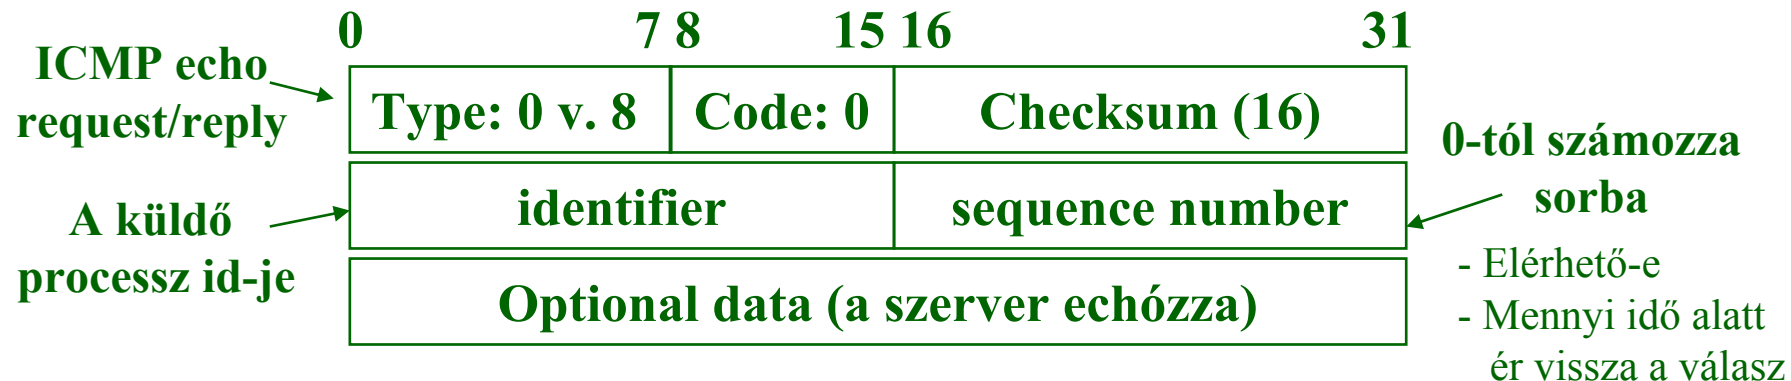 0 7 8 15 16 31
ICMP echo
request/reply
Type: 0 v. 8 Code: 0 Checksum (16)
A küldő
processz id-je
identifier sequence number
0-tól számozza
sorba
Optional data (a szerver echózza)
- Elérhető-e
- Mennyi idő alatt
ér vissza a válasz